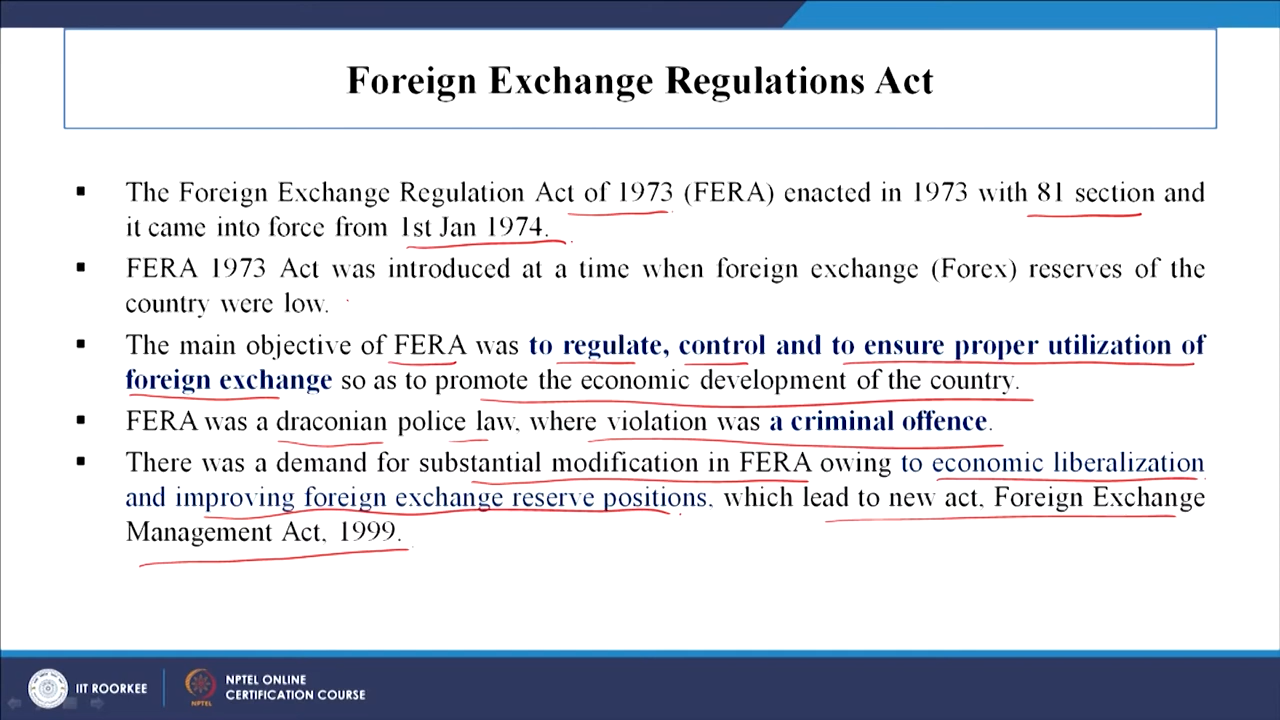 Foreign Exchange Regulations Act
▪ The Foreign Exchange Regulation Act of 1973 (FERA) enacted in 1973 with 81 section and
it came into force from 1st Jan 1974.
▪ FERA 1973 Act was introduced at a time when foreign exchange (Forex) reserves of the
country were low.
▪ The main objective of FERA was to regulate, control and to ensure proper utilization of
foreign exchange so as to promote the economic development of the country.
▪ FERA was a draconian police law, where violation was a criminal offence.
▪ There was a demand for substantial modification in FERA owing to economic liberalization
and improving foreign exchange reserve positions, which lead to new act, Foreign Exchange
Management Act, 1999.
IIT ROORKEE
NPTEL
NPTEL ONLINE
CERTIFICATION COURSE